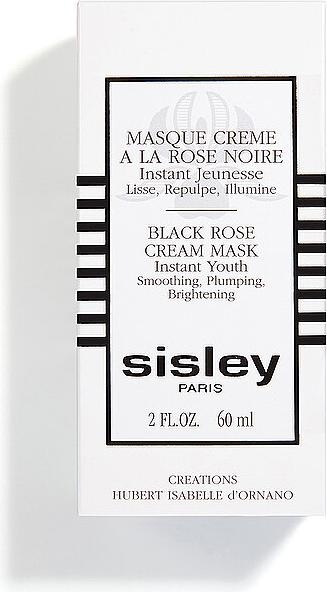 MASQUE CREME
A LA ROSE NOIRE
Instant Jeunesse
Lisse, Repulpe, Illumine
BLACK ROSE
CREAM MASK
Instant Youth
Smoothing, Plumping,
Brightening
sisley
PARIS
2 FL.OZ. 60 ml
CREATIONS
HUBERT ISABELLE d'ORNANO